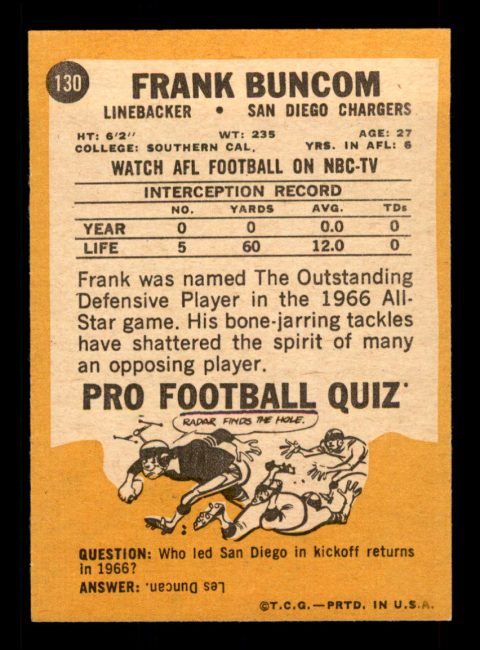 130
FRANK BUNCOM
LINEBACKER • SAN DIEGO CHARGERS
HT: 6'2" WT: 235 AGE: 27
COLLEGE: SOUTHERN CAL. YRS. IN AFL: 6
WATCH AFL FOOTBALL ON NBC-TV
INTERCEPTION RECORD
NO. YARDS AVG. TDs
YEAR 0 0 0.0 0
LIFE 5 60 12.0 0
Frank was named The Outstanding
Defensive Player in the 1966 All-
Star game. His bone-jarring tackles
have shattered the spirit of many
an opposing player.
PRO FOOTBALL QUIZ
RADAR FINDS THE HOLE.
QUESTION: Who led San Diego in kickoff returns
in 1966?
ANSWER: Les Duncan.
©T.C.G.—PRTD. IN U.S.A.